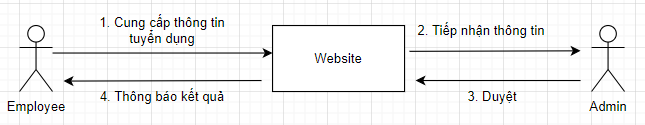 1. Cung cấp thông tin
tuyển dụng
2. Tiếp nhận thông tin
Website
4. Thông báo kết quả
3. Duyệt
Employee
Admin